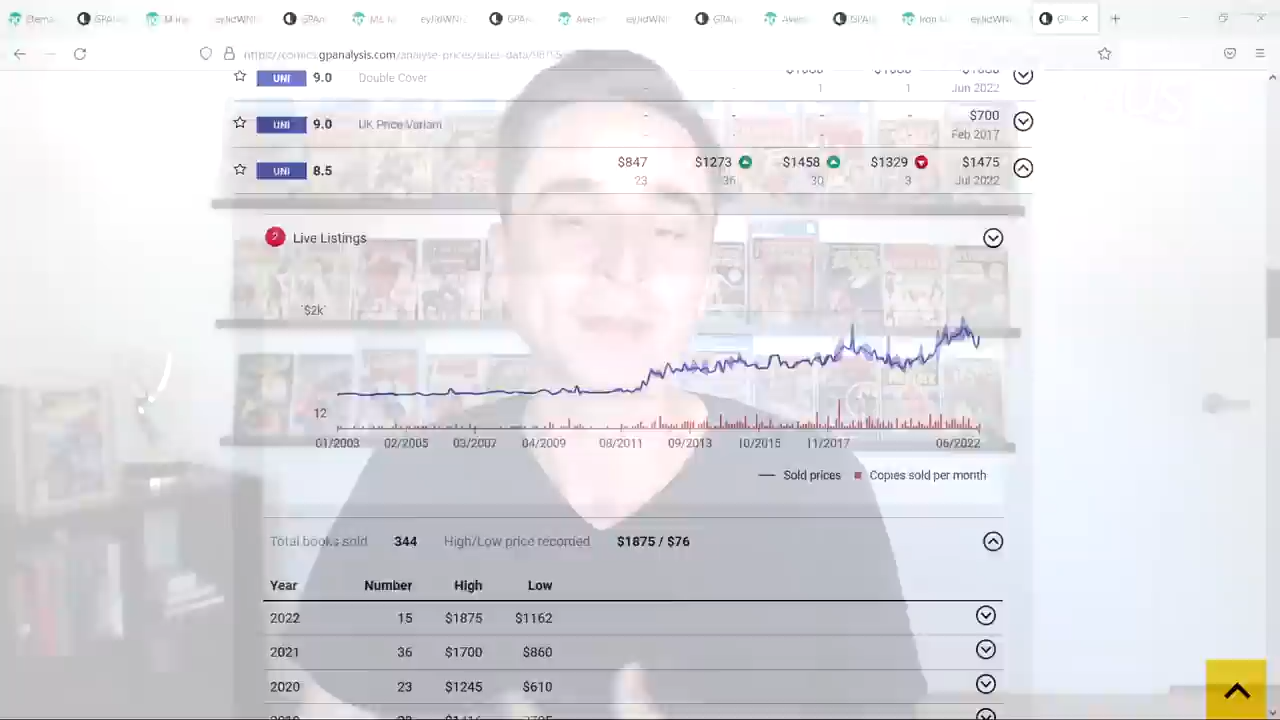 GPA
https://comics.gpanalysis.com/analyse-prices/sales-data/
UNI 9.0 Double Cover - - 1 1 Jun 2022
UNI 9.0 UK Price Variant - - - - $700 Feb 2017
UNI 8.5 $847 23 $1273 36 $1458 30 $1329 3 $1475 Jul 2022
2 Live Listings
$2k
12
01/2003 02/2005 03/2007 04/2009 08/2011 09/2013 10/2015 11/2017 06/2022
Sold prices Copies sold per month
Total books sold 344 High/Low price recorded $1875 / $76
Year Number High Low
2022 15 $1875 $1162
2021 36 $1700 $860
2020 23 $1245 $610